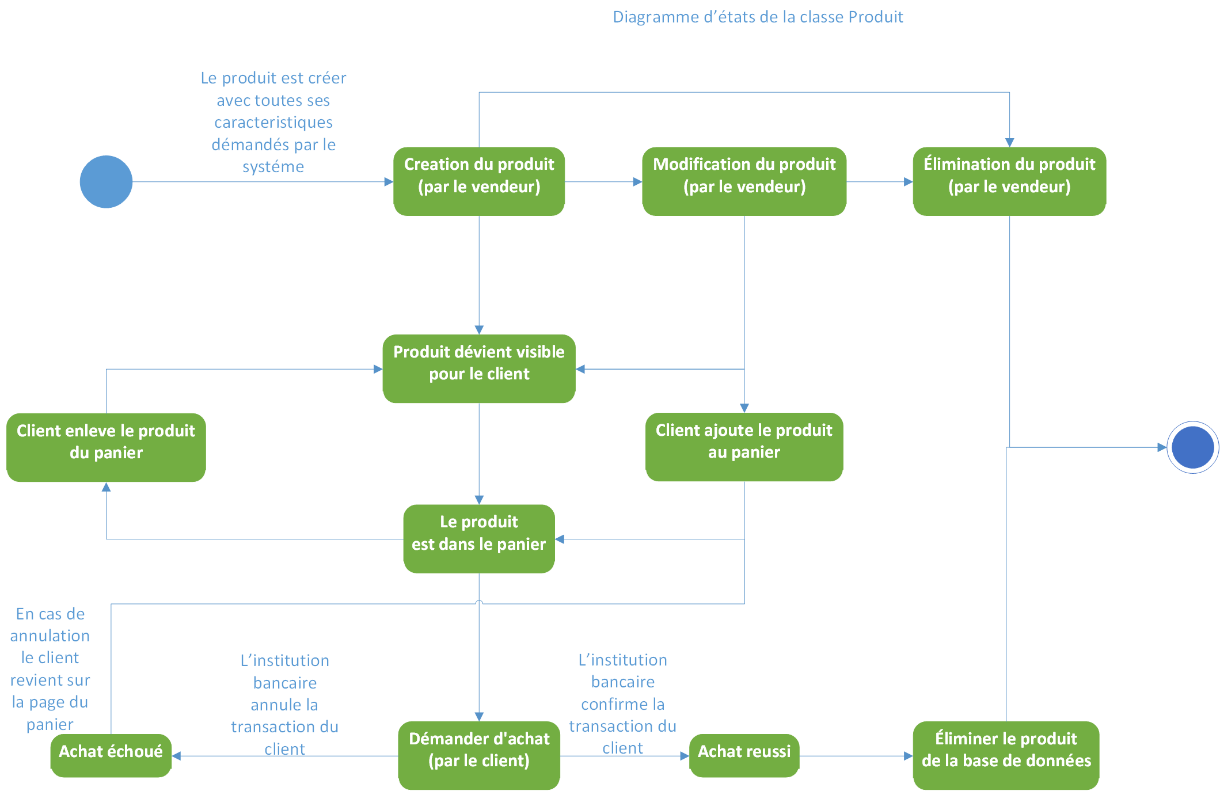 Diagramme d'états de la classe Produit
Le produit est créer
avec toutes ses
caracteristiques
démandés par le
systéme
Creation du produit
(par le vendeur)
Modification du produit
(par le vendeur)
Élimination du produit
(par le vendeur)
Produit dévient visible
pour le client
Client enleve le produit
du panier
Client ajoute le produit
au panier
Le produit
est dans le panier
En cas de
annulation
le client
revient sur
la page du
panier
L'institution
bancaire
annule la
transaction du
client
L'institution
bancaire
confirme la
transaction du
client
Achat échoué
Démander d'achat
(par le client)
Achat reussi
Éliminer le produit
de la base de données